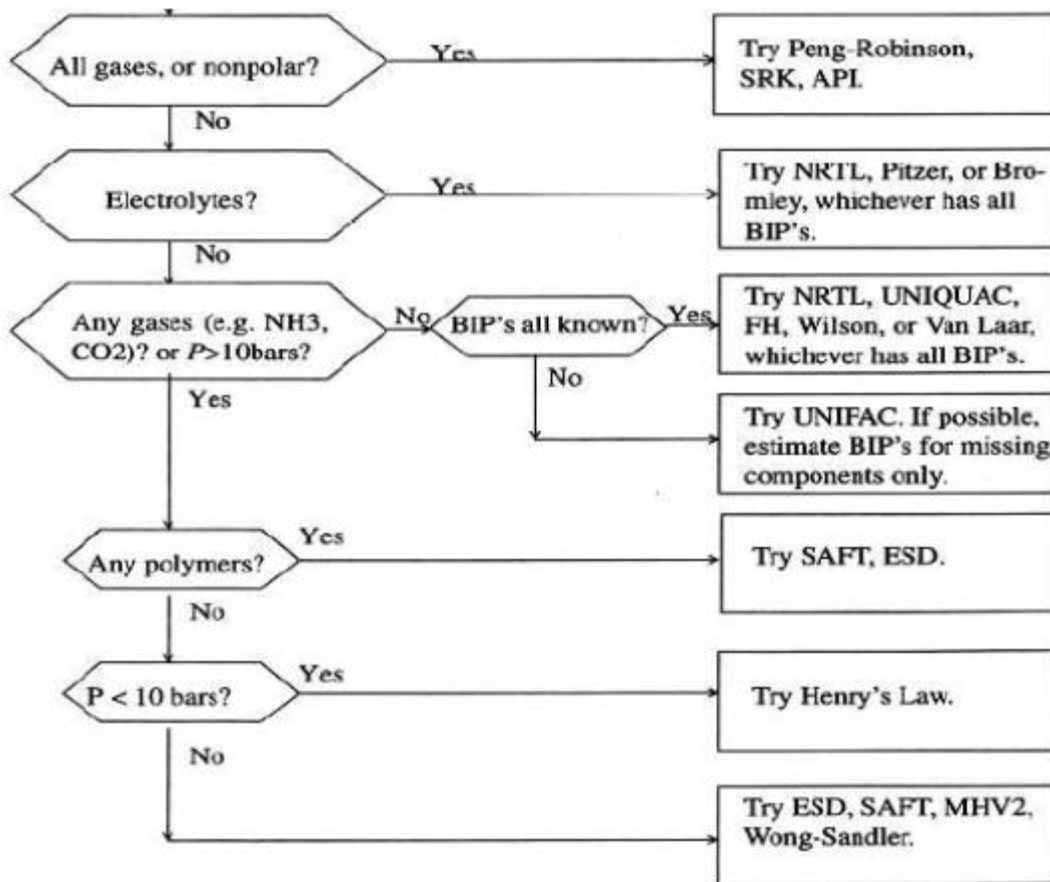 All gases, or nonpolar?
Yes
Try Peng-Robinson,
SRK, API.
No
Electrolytes?
Yes
Try NRTL, Pitzer, or Bro-
mley, whichever has all
BIP's.
No
Any gases (e.g. NH3,
CO2)? or P>10bars?
No
BIP's all known?
Yes
Try NRTL, UNIQUAC,
FH, Wilson, or Van Laar,
whichever has all BIP's.
No
Try UNIFAC. If possible,
estimate BIP's for missing
components only.
Yes
Any polymers?
Yes
Try SAFT, ESD.
No
P < 10 bars?
Yes
Try Henry's Law.
No
Try ESD, SAFT, MHV2,
Wong-Sandler.